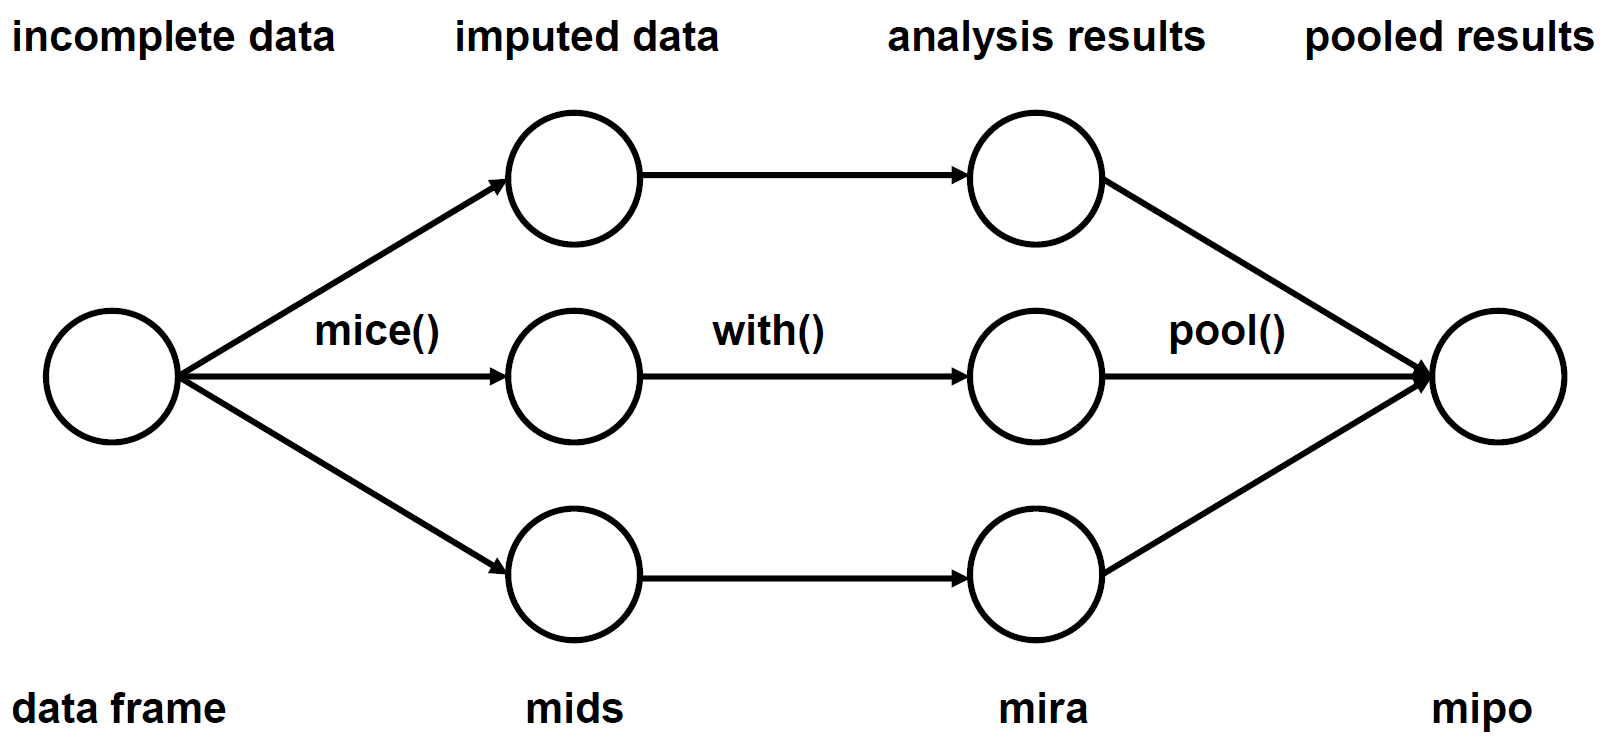 incomplete data
imputed data
analysis results
pooled results
mice()
with()
pool()
data frame
mids
mira
mipo